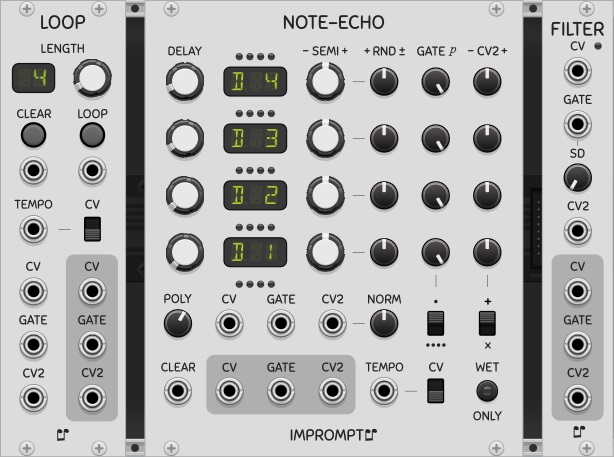 LOOP
LENGTH
4
CLEAR LOOP
TEMPO CV
CV CV
GATE GATE
CV2 CV2
NOTE-ECHO
DELAY - SEMI + + RND ± GATE p - CV2 +
D 4
D 3
D 2
D 1
POLY CV GATE CV2 NORM • +
•••• ×
CLEAR CV GATE CV2 TEMPO CV WET
ONLY
IMPROMPT
FILTER
CV
GATE
SD
CV2
CV
GATE
CV2